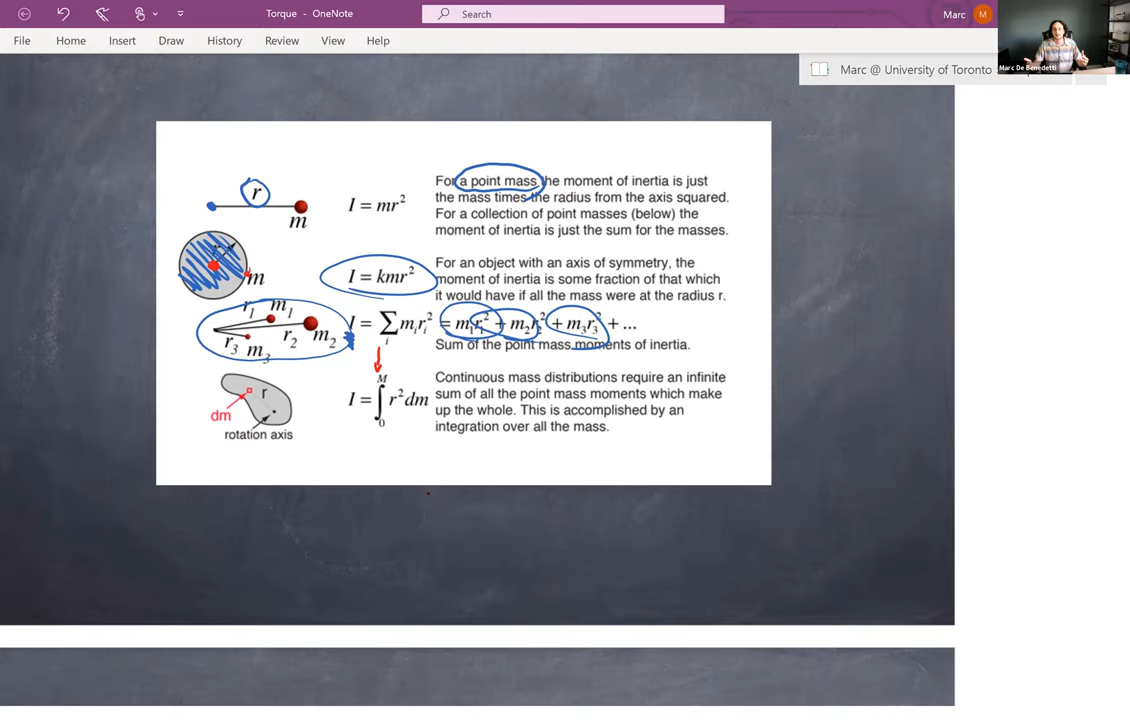 Torque - OneNote
Search
Marc
M
File
Home
Insert
Draw
History
Review
View
Help
Marc @ University of Toronto
Marc De Benedetti
r
m
I = mr²
For a point mass the moment of inertia is just
the mass times the radius from the axis squared.
For a collection of point masses (below) the
moment of inertia is just the sum for the masses.
m
I = kmr²
For an object with an axis of symmetry, the
moment of inertia is some fraction of that which
it would have if all the mass were at the radius r.
r₁ m₁
r₂ m₂
r₃ m₃
I = ∑ᵢ mᵢrᵢ² = m₁r₁² + m₂r₂² + m₃r₃² + ...
Sum of the point mass moments of inertia.
r
dm
rotation axis
I = ∫₀ᴹ r²dm
Continuous mass distributions require an infinite
sum of all the point mass moments which make
up the whole. This is accomplished by an
integration over all the mass.